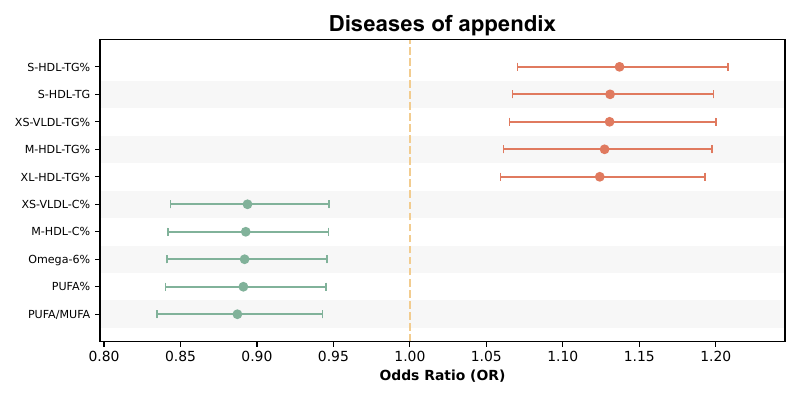 Diseases of appendix
S-HDL-TG%
S-HDL-TG
XS-VLDL-TG%
M-HDL-TG%
XL-HDL-TG%
XS-VLDL-C%
M-HDL-C%
Omega-6%
PUFA%
PUFA/MUFA
0.80 0.85 0.90 0.95 1.00 1.05 1.10 1.15 1.20
Odds Ratio (OR)